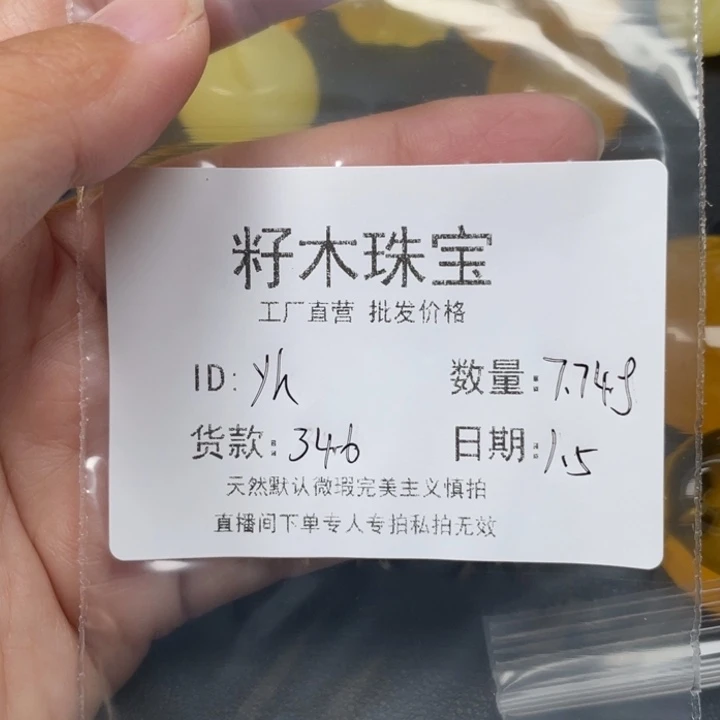 籽木珠宝
工厂直营 批发价格
ID: yh 数量: 7.74g
货款: 346 日期: 1.5
天然默认微瑕完美主义慎拍
直播间下单专人专拍私拍无效